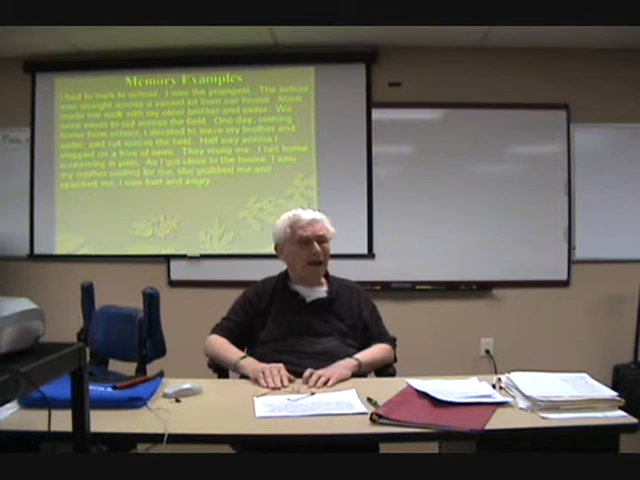 Memory Examples
I had to walk to school. I was the youngest. The school
was straight across a vacant lot from our house. Mom
made me walk with my older brother and sister. We
were never to cut across the field. One day, coming
home from school, I decided to leave my brother and
sister, and cut across the field. Half way across I
stepped on a hive of bees. They stung me. I ran home
screaming in pain. As I got close to the house, I saw
my mother waiting for me, she grabbed me and
spanked me, I was hurt and angry.